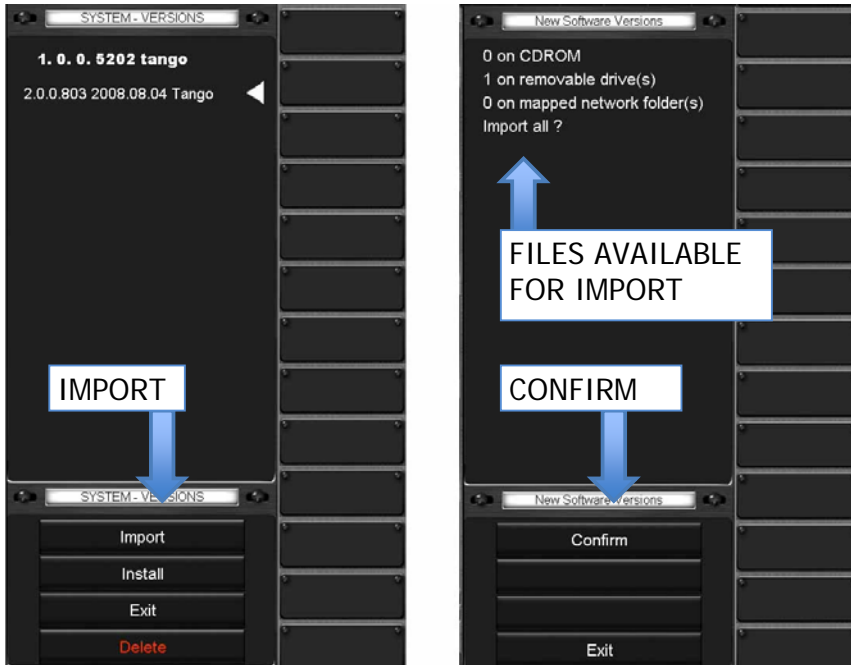 SYSTEM - VERSIONS
1. 0. 0. 5202 tango
2.0.0.803 2008.08.04 Tango
IMPORT
SYSTEM - VERSIONS
Import
Install
Exit
Delete
New Software Versions
0 on CDROM
1 on removable drive(s)
0 on mapped network folder(s)
Import all ?
FILES AVAILABLE
FOR IMPORT
CONFIRM
New Software Versions
Confirm
Exit